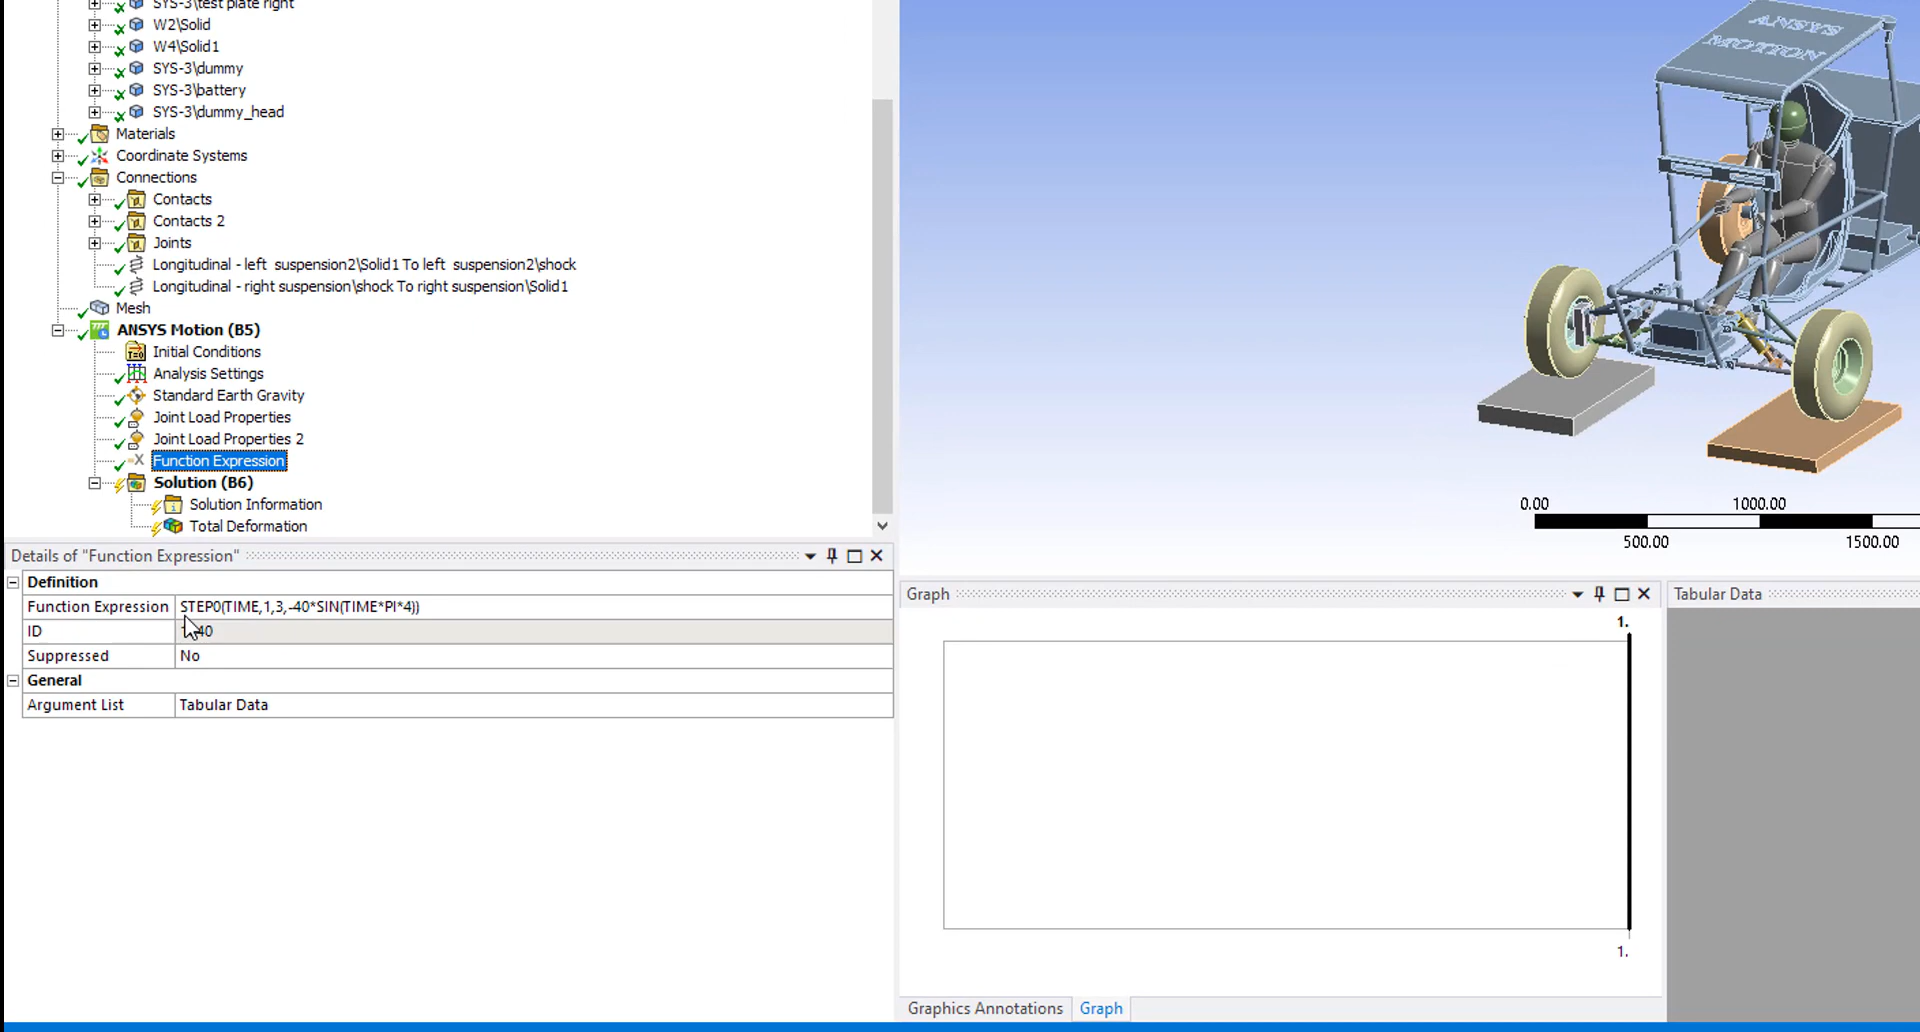 SYS-3\test plate right
W2\Solid
W4\Solid1
SYS-3\dummy
SYS-3\battery
SYS-3\dummy_head
Materials
Coordinate Systems
Connections
Contacts
Contacts 2
Joints
Longitudinal - left suspension2\Solid1 To left suspension2\shock
Longitudinal - right suspension\shock To right suspension\Solid1
Mesh
ANSYS Motion (B5)
Initial Conditions
Analysis Settings
Standard Earth Gravity
Joint Load Properties
Joint Load Properties 2
Function Expression
Solution (B6)
Solution Information
Total Deformation
Details of "Function Expression"
Definition
Function Expression STEP0(TIME,1,3,-40*SIN(TIME*PI*4))
ID
Suppressed No
General
Argument List Tabular Data
ANSYS
MOTION
0.00 1000.00
500.00 1500.00
Graph
1.
1.
Graphics Annotations Graph
Tabular Data